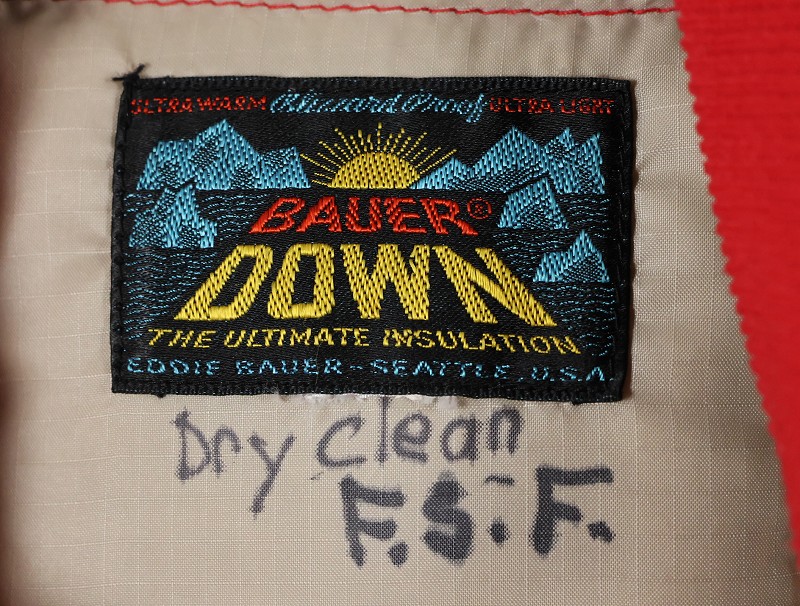 ULTRA WARM Blizzard Proof ULTRA LIGHT
BAUER®
DOWN
THE ULTIMATE INSULATION
EDDIE BAUER - SEATTLE, U.S.A.
Dry clean
F.S.F.